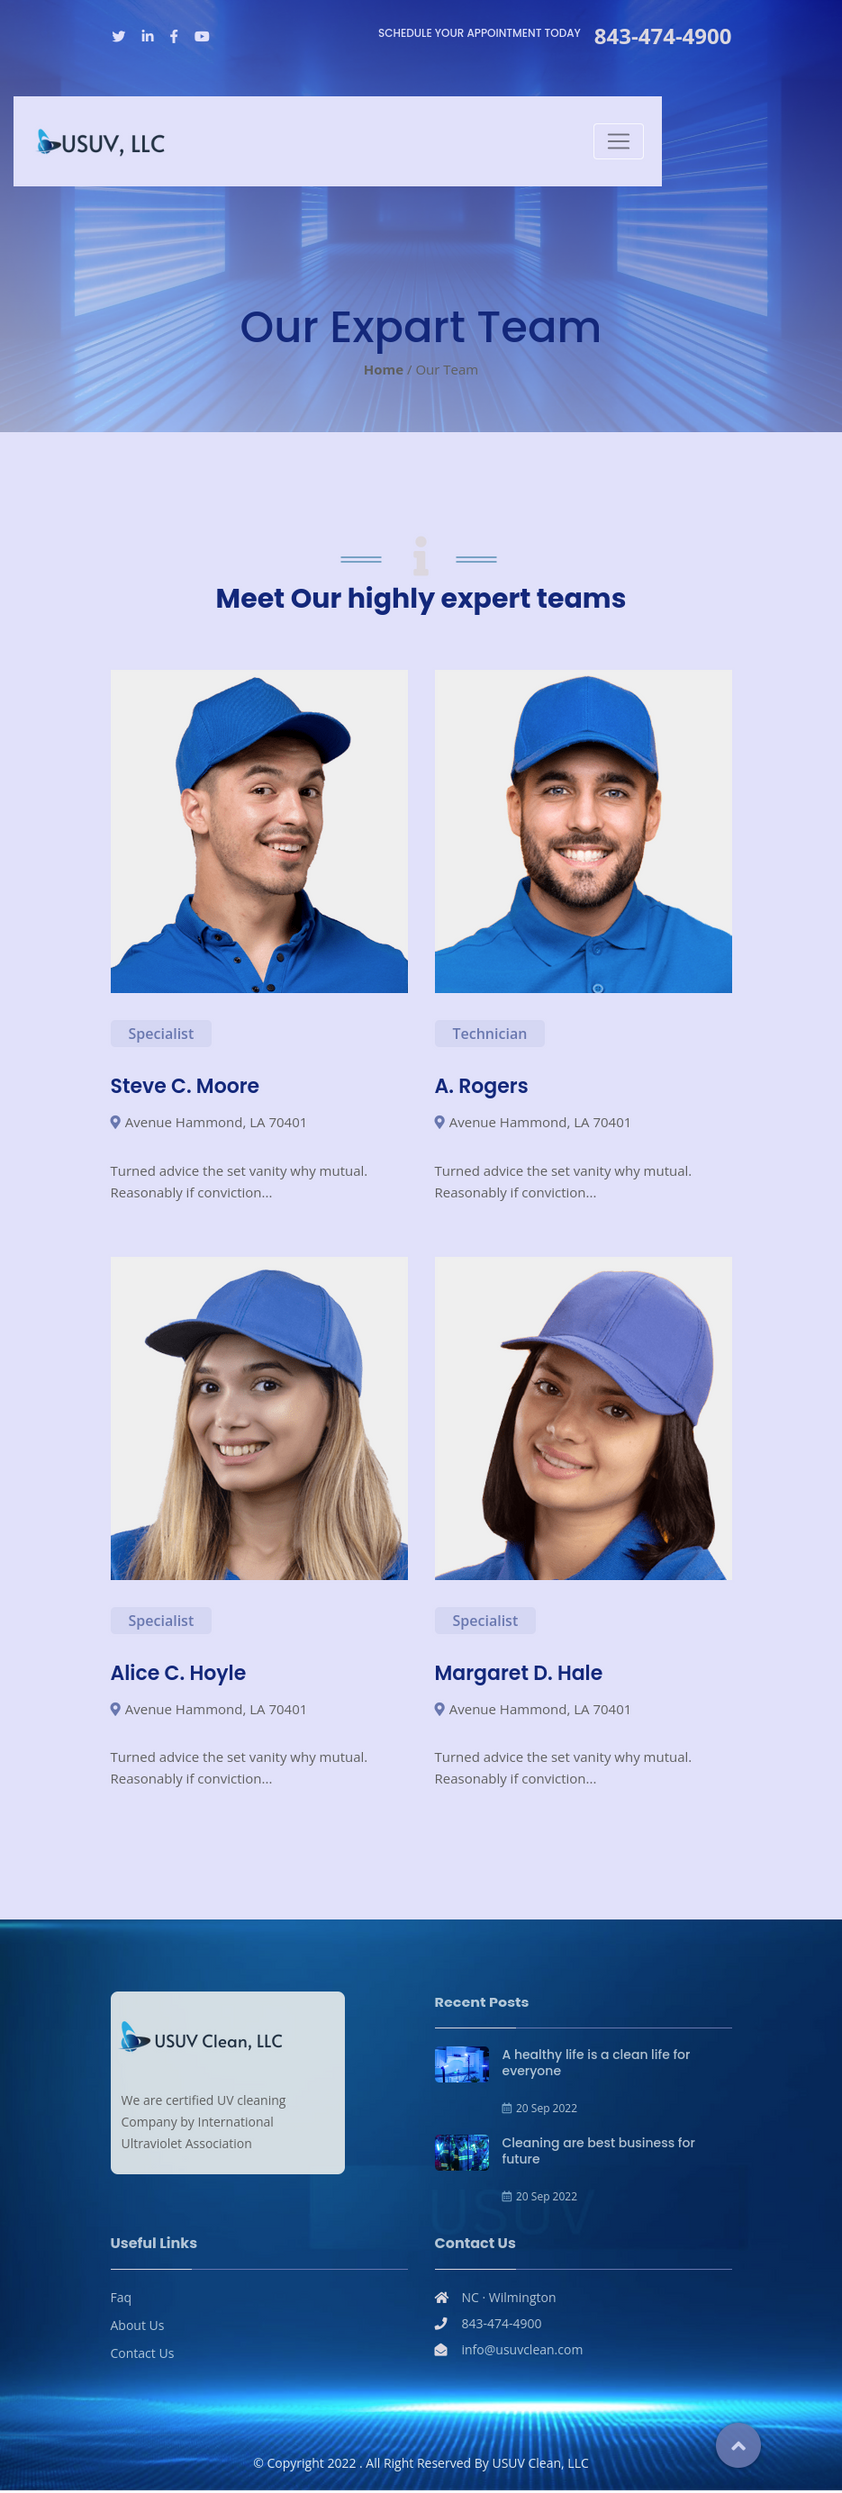 SCHEDULE YOUR APPOINTMENT TODAY 843-474-4900
USUV, LLC
Our Expart Team
Home / Our Team
Meet Our highly expert teams
Specialist
Steve C. Moore
Avenue Hammond, LA 70401
Turned advice the set vanity why mutual.
Reasonably if conviction...
Technician
A. Rogers
Avenue Hammond, LA 70401
Turned advice the set vanity why mutual.
Reasonably if conviction...
Specialist
Alice C. Hoyle
Avenue Hammond, LA 70401
Turned advice the set vanity why mutual.
Reasonably if conviction...
Specialist
Margaret D. Hale
Avenue Hammond, LA 70401
Turned advice the set vanity why mutual.
Reasonably if conviction...
USUV Clean, LLC
We are certified UV cleaning
Company by International
Ultraviolet Association
Recent Posts
A healthy life is a clean life for
everyone
20 Sep 2022
Cleaning are best business for
future
20 Sep 2022
USUV
Useful Links
Faq
About Us
Contact Us
Contact Us
NC · Wilmington
843-474-4900
info@usuvclean.com
© Copyright 2022 . All Right Reserved By USUV Clean, LLC